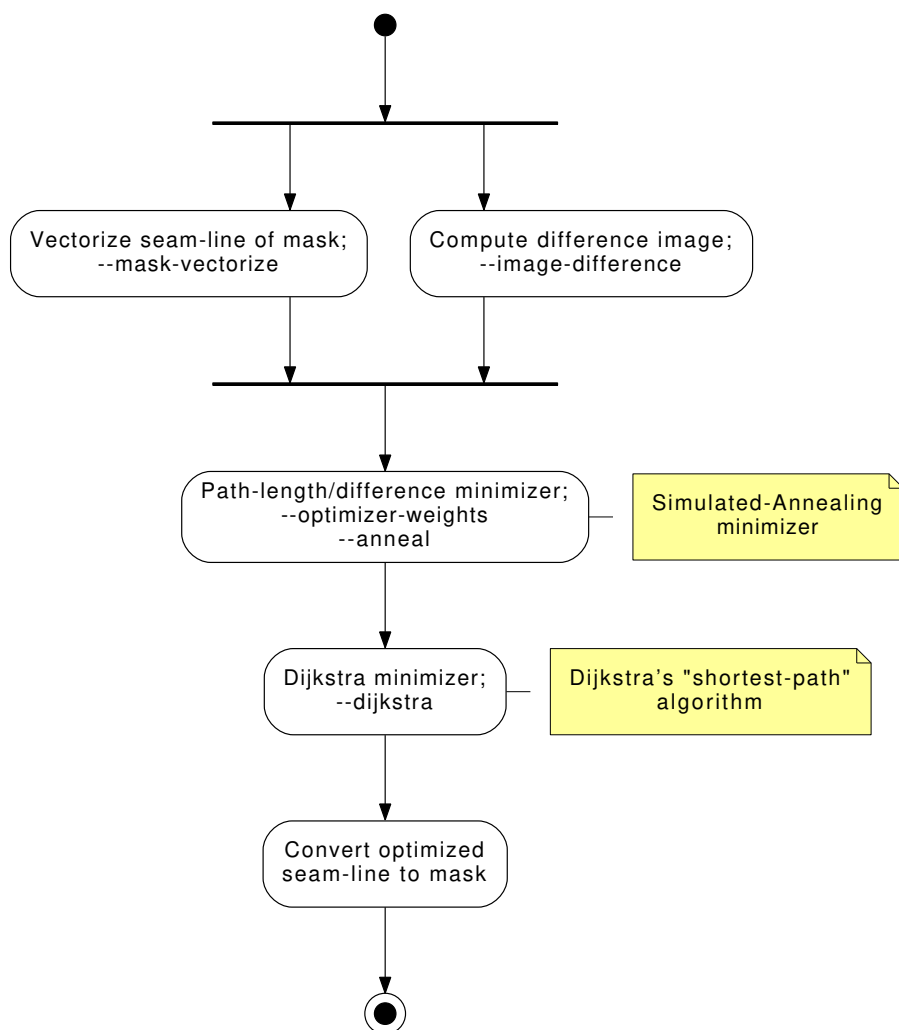 Vectorize seam-line of mask;
--mask-vectorize
Compute difference image;
--image-difference
Path-length/difference minimizer;
--optimizer-weights
--anneal
Simulated-Annealing
minimizer
Dijkstra minimizer;
--dijkstra
Dijkstra's "shortest-path"
algorithm
Convert optimized
seam-line to mask